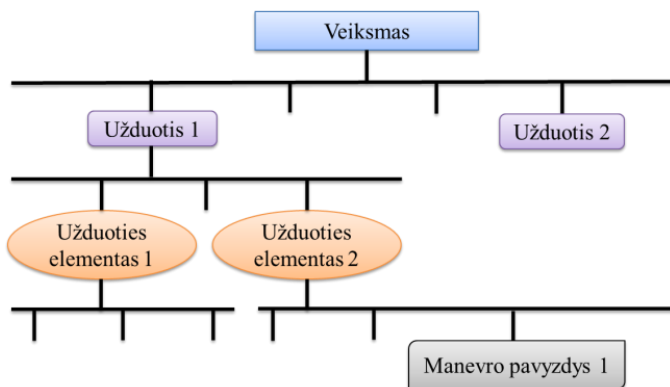 Veiksmas
Užduotis 1
Užduotis 2
Užduoties
elementas 1
Užduoties
elementas 2
Manevro pavyzdys 1